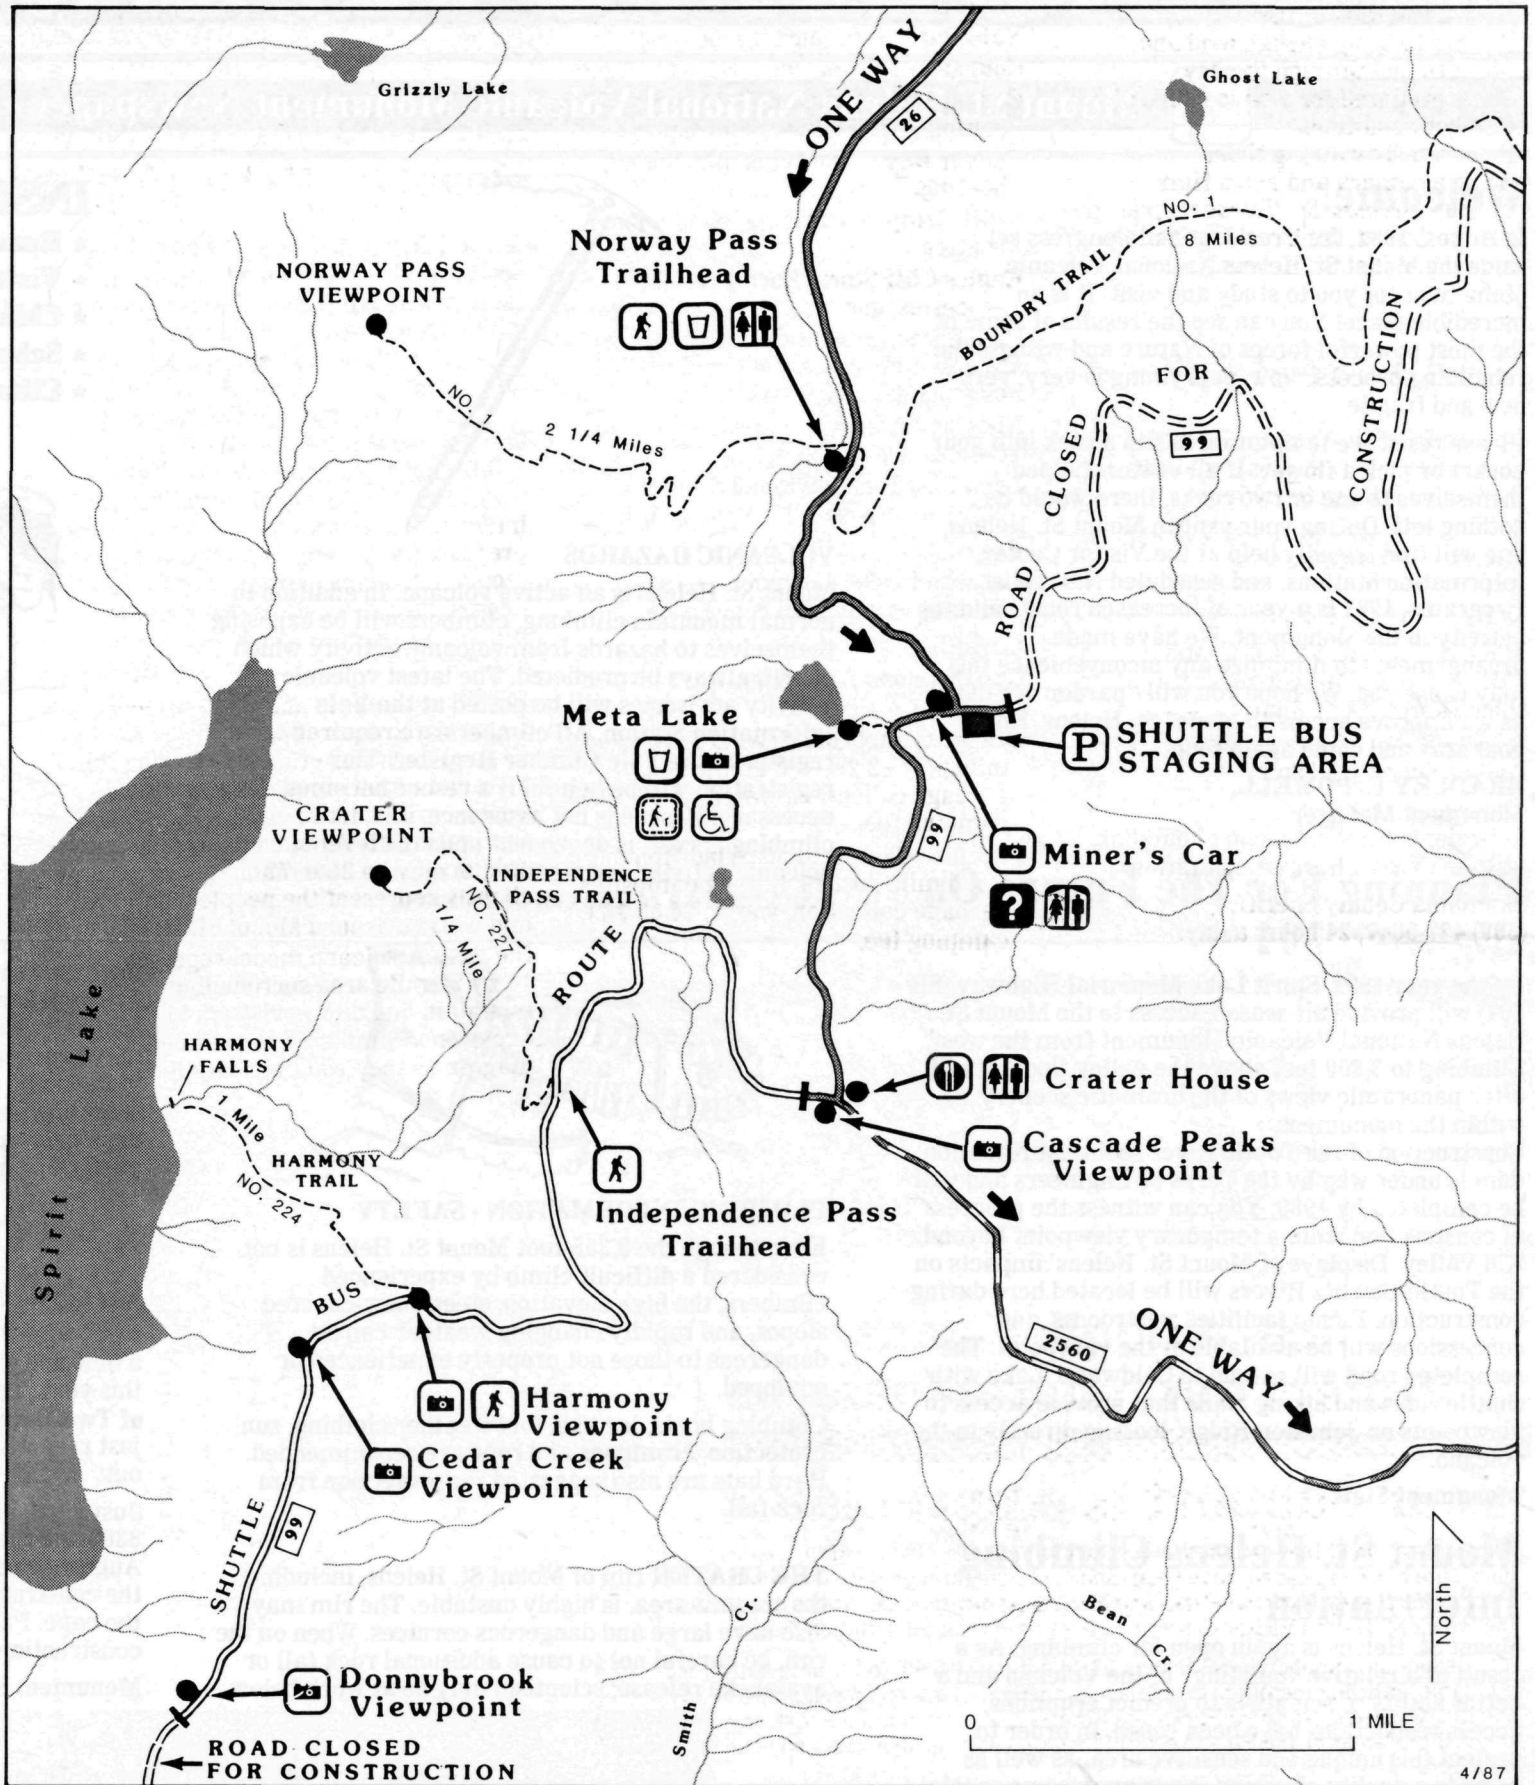 Grizzly Lake
Ghost Lake
ONE WAY
26
NO. 1
8 Miles
BOUNDRY TRAIL
Norway Pass
Trailhead
NORWAY PASS
VIEWPOINT
NO. 1
2 1/4 Miles
ROAD CLOSED FOR CONSTRUCTION
99
Meta Lake
P
SHUTTLE BUS
STAGING AREA
CRATER
VIEWPOINT
99
Miner's Car
?
INDEPENDENCE
PASS TRAIL
NO. 227
1/4 Mile
Spirit Lake
HARMONY
FALLS
1 Mile
HARMONY
TRAIL
NO. 224
Crater House
Cascade Peaks
Viewpoint
Independence Pass
Trailhead
SHUTTLE BUS ROUTE
99
2560
ONE WAY
Harmony
Viewpoint
Cedar Creek
Viewpoint
Donnybrook
Viewpoint
ROAD CLOSED
FOR CONSTRUCTION
Smith Cr.
Bean Cr.
North
0 1 MILE
4/87